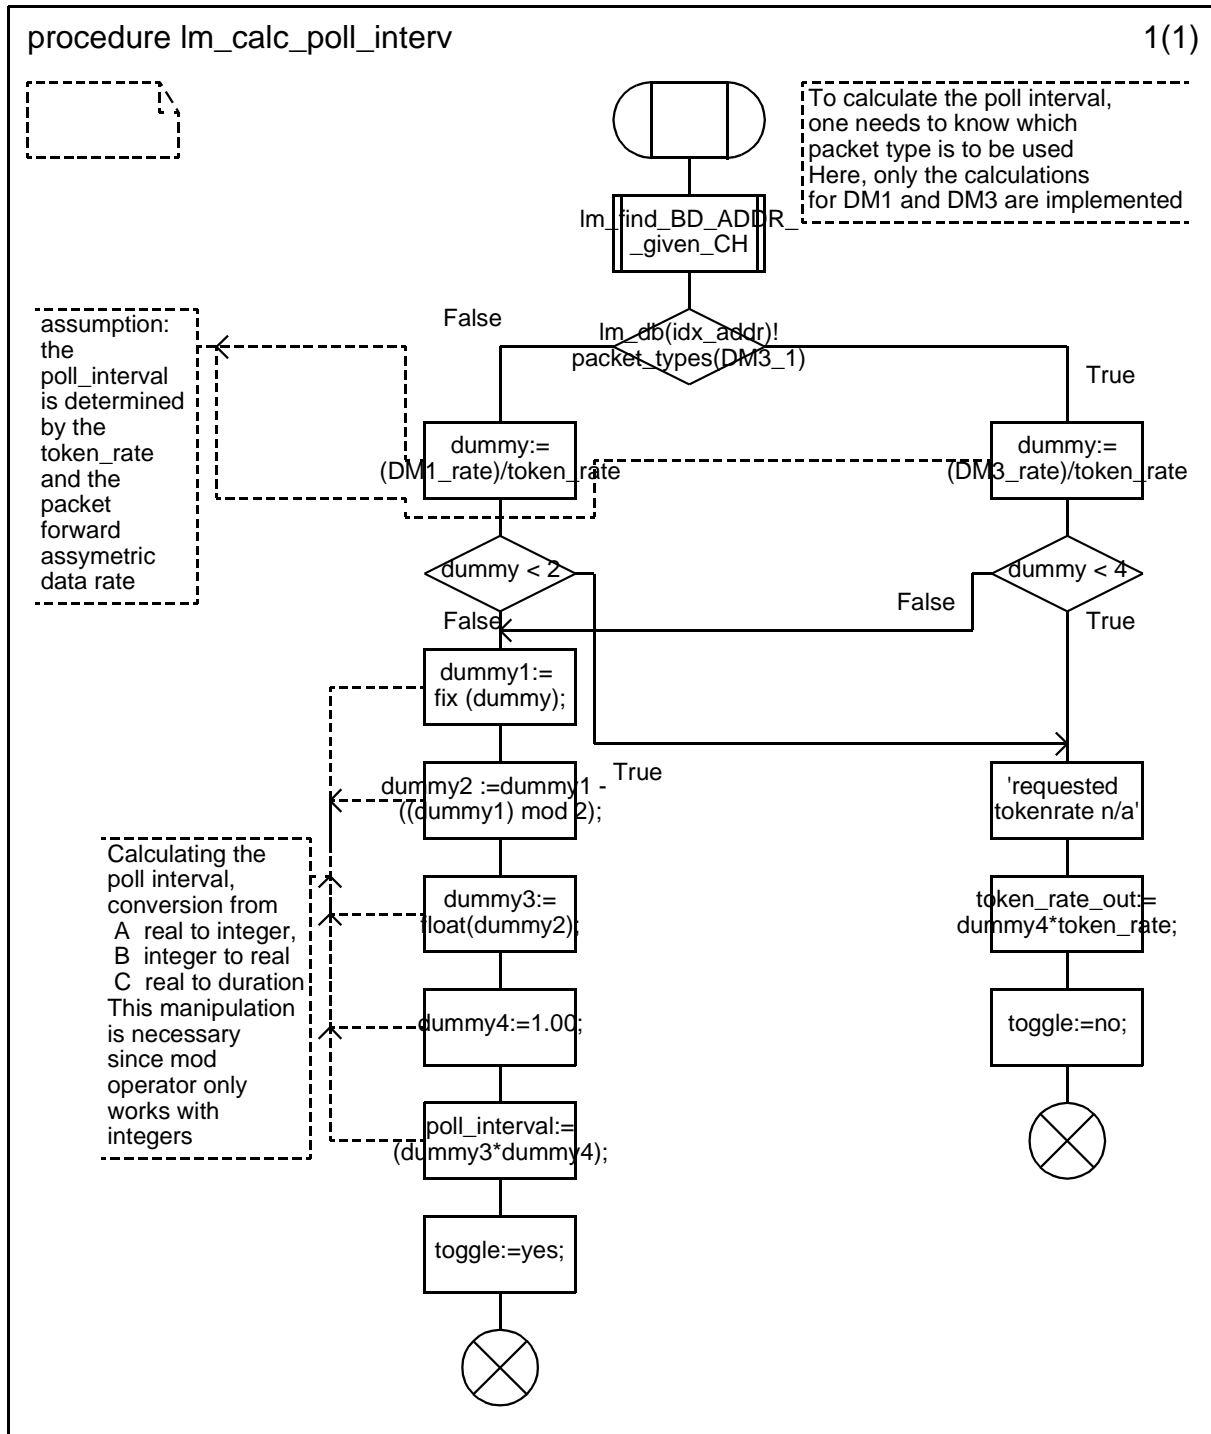 procedure lm_calc_poll_interv
1(1)
To calculate the poll interval,
one needs to know which
packet type is to be used
Here, only the calculations
for DM1 and DM3 are implemented
lm_find_BD_ADDR_
_given_CH
lm_db(idx_addr)!
packet_types(DM3_1)
False
True
assumption:
the
poll_interval
is determined
by the
token_rate
and the
packet
forward
assymetric
data rate
dummy:=
(DM1_rate)/token_rate
dummy:=
(DM3_rate)/token_rate
dummy < 2
dummy < 4
False
False
True
dummy1:=
fix (dummy);
True
dummy2 :=dummy1 -
((dummy1) mod 2);
'requested
tokenrate n/a'
Calculating the
poll interval,
conversion from
A  real to integer,
B  integer to real
C  real to duration
This manipulation
is necessary
since mod
operator only
works with
integers
dummy3:=
float(dummy2);
token_rate_out:=
dummy4*token_rate;
dummy4:=1.00;
toggle:=no;
poll_interval:=
(dummy3*dummy4);
toggle:=yes;